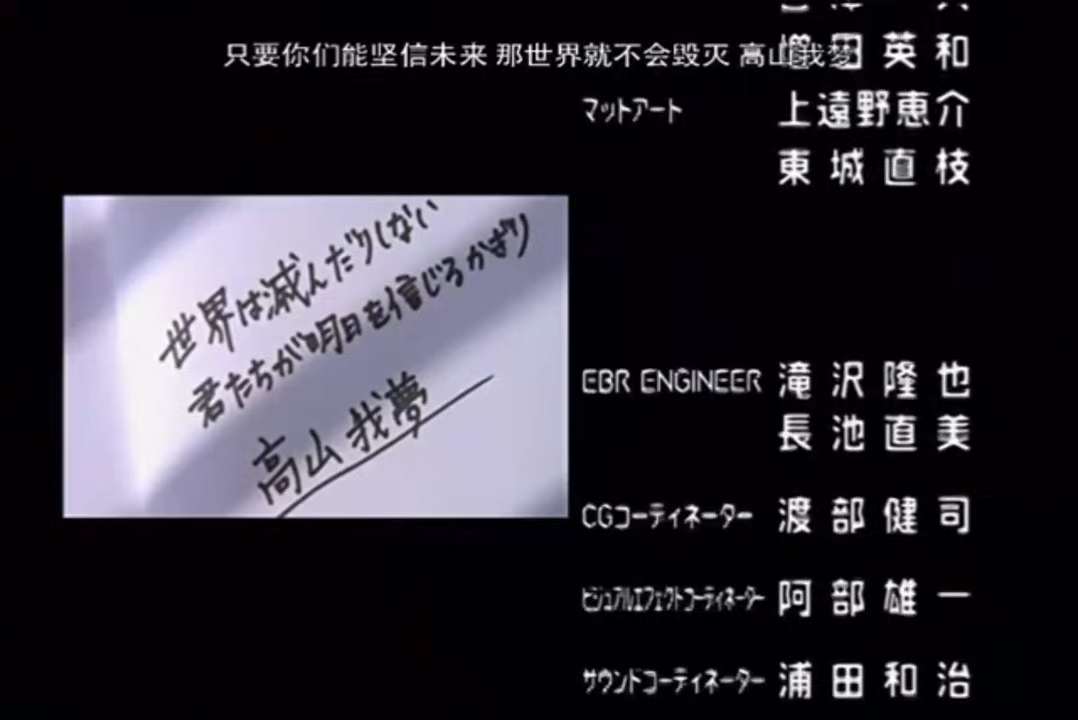 只要你们能坚信未来 那世界就不会毁灭 高山我梦
増田英和
マットアート 上遠野恵介
東城直枝
世界は滅んだりしない
君たちが明日を信じるかぎり
高山我夢
EBR ENGINEER 滝沢隆也
長池直美
CGコーディネーター 渡部健司
ビジュアルエフェクトコーディネーター 阿部雄一
サウンドコーディネーター 浦田和治